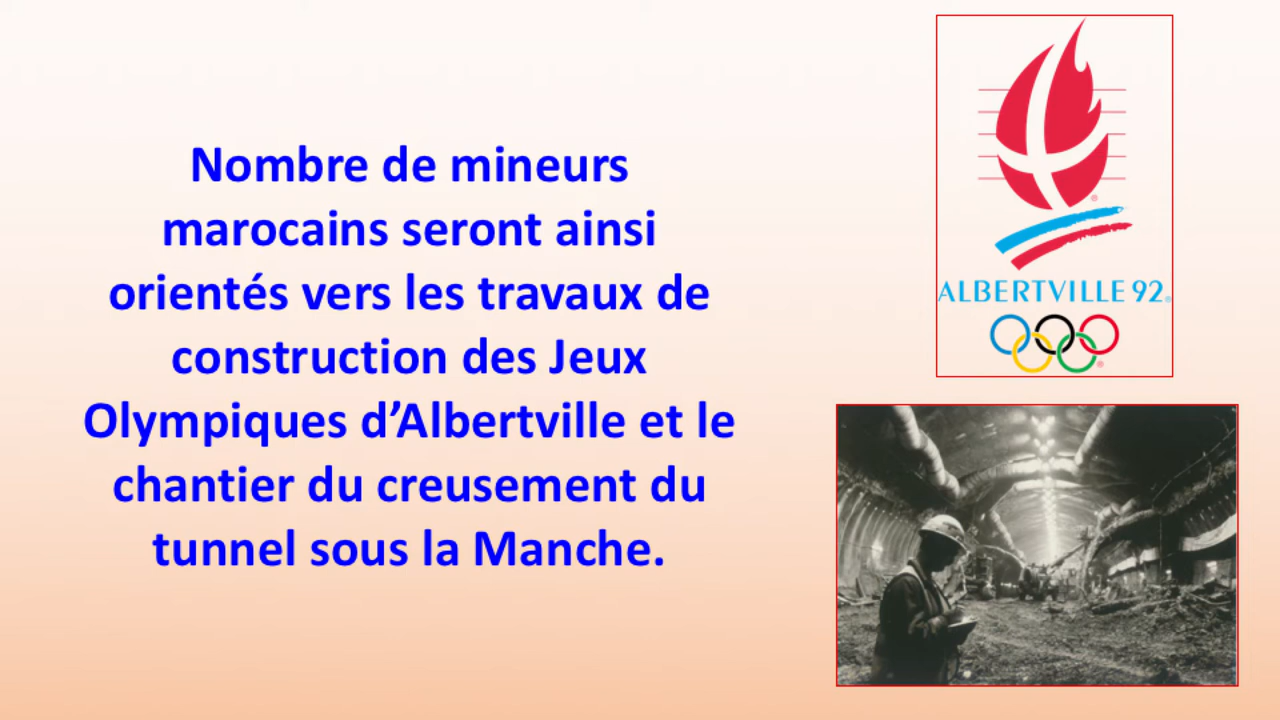 Nombre de mineurs
marocains seront ainsi
orientés vers les travaux de
construction des Jeux
Olympiques d’Albertville et le
chantier du creusement du
tunnel sous la Manche.
ALBERTVILLE 92®